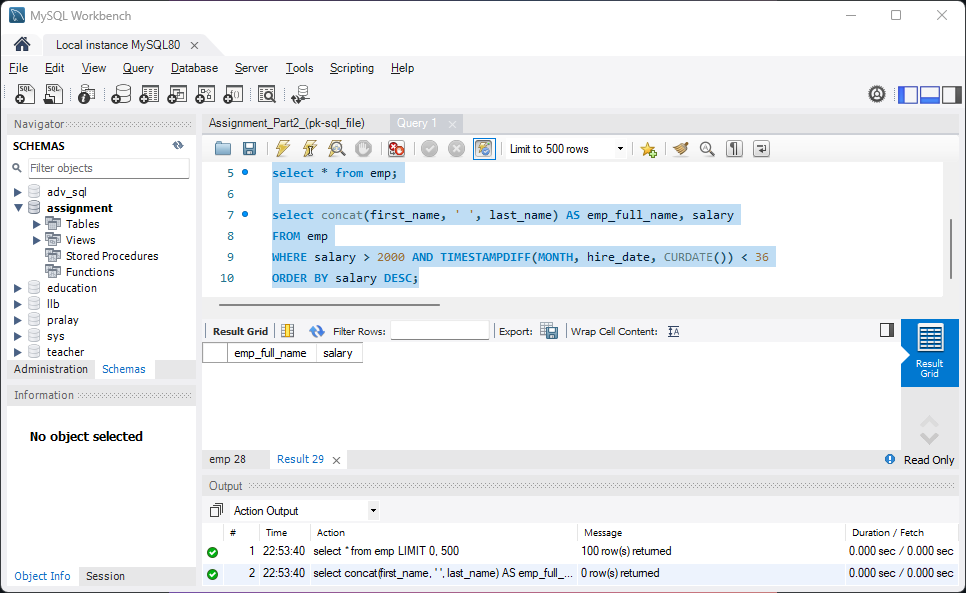 MySQL Workbench
Local instance MySQL80
File Edit View Query Database Server Tools Scripting Help
Navigator
SCHEMAS
Filter objects
adv_sql
assignment
Tables
Views
Stored Procedures
Functions
education
llb
pralay
sys
teacher
Administration Schemas
Information
No object selected
Object Info Session
Assignment_Part2_(pk-sql_file) Query 1
Limit to 500 rows
5 select * from emp;
6
7 select concat(first_name, ' ', last_name) AS emp_full_name, salary
8 FROM emp
9 WHERE salary > 2000 AND TIMESTAMPDIFF(MONTH, hire_date, CURDATE()) < 36
10 ORDER BY salary DESC;
Result Grid Filter Rows: Export: Wrap Cell Content:
emp_full_name salary
Result Grid
emp 28 Result 29 Read Only
Output
Action Output
# Time Action Message Duration / Fetch
1 22:53:40 select * from emp LIMIT 0, 500 100 row(s) returned 0.000 sec / 0.000 sec
2 22:53:40 select concat(first_name, ' ', last_name) AS emp_full_... 0 row(s) returned 0.000 sec / 0.000 sec